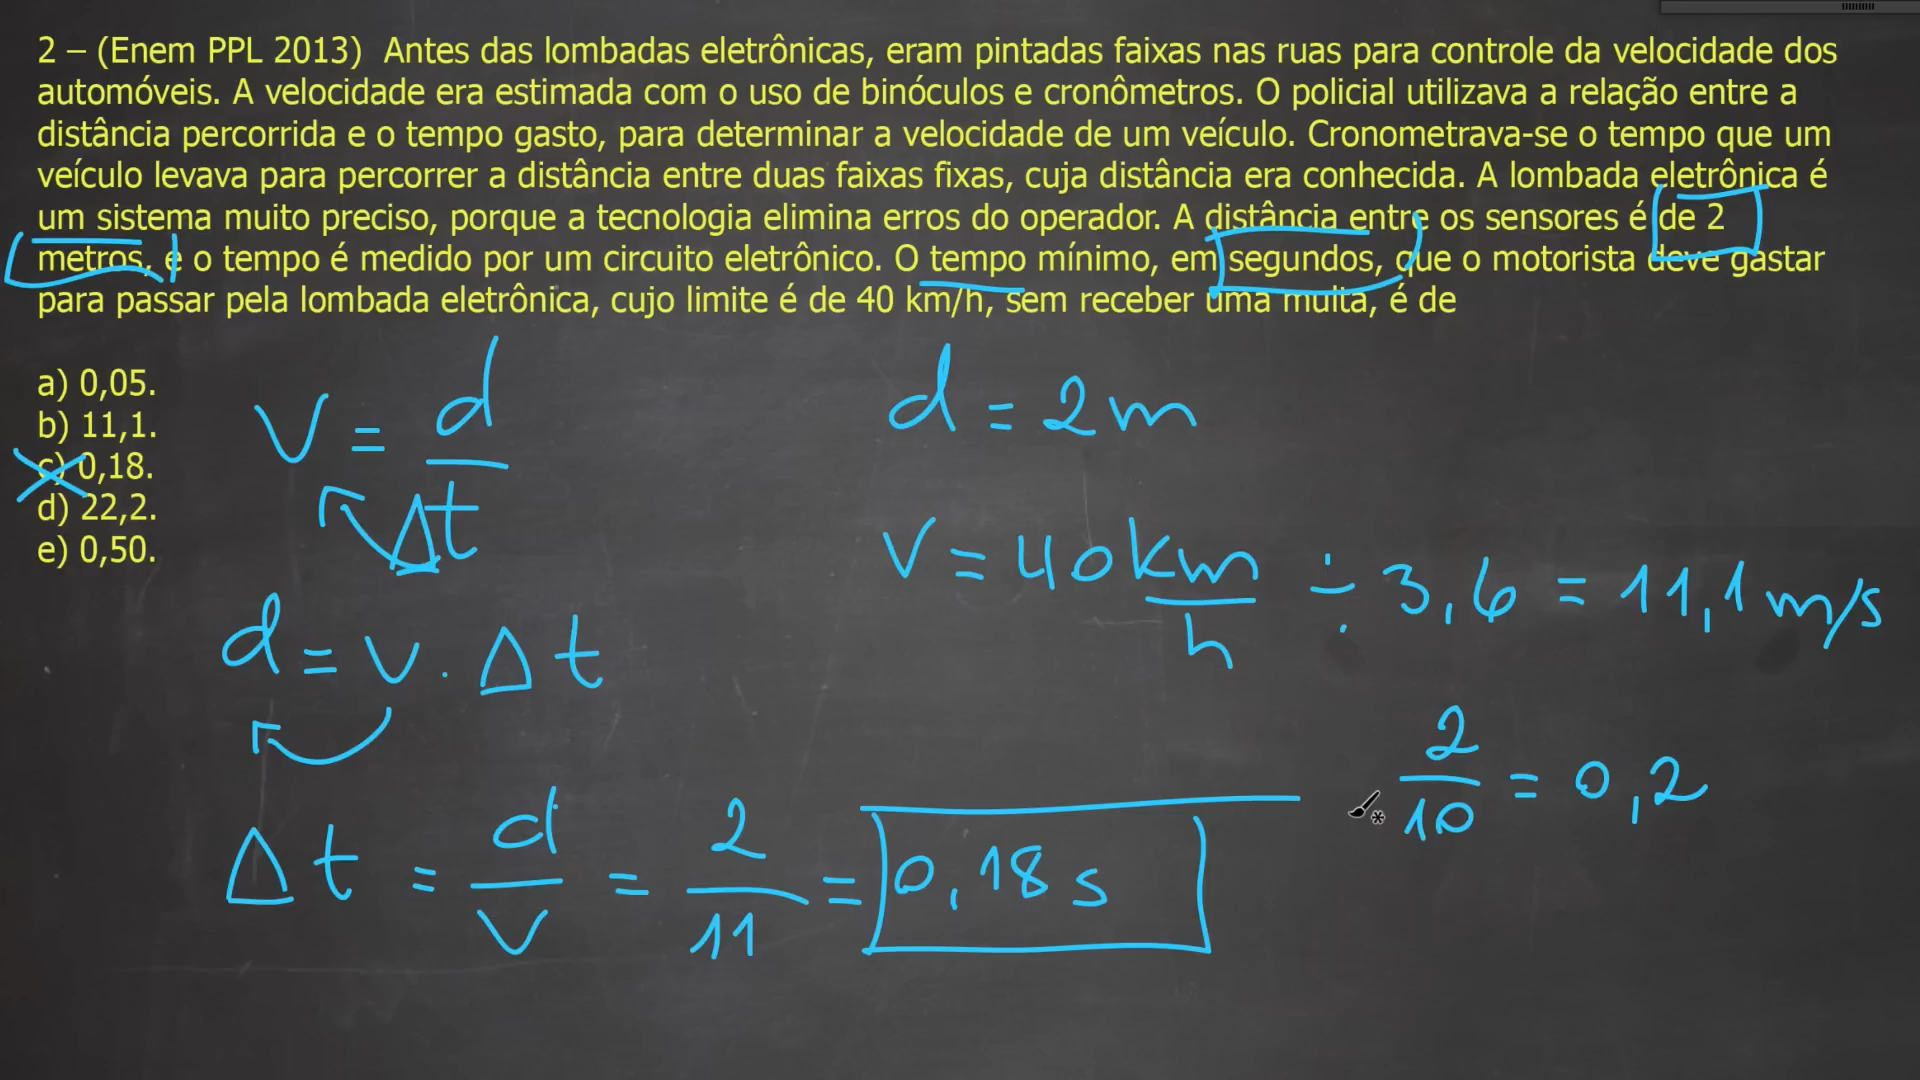 2 – (Enem PPL 2013)  Antes das lombadas eletrônicas, eram pintadas faixas nas ruas para controle da velocidade dos
automóveis. A velocidade era estimada com o uso de binóculos e cronômetros. O policial utilizava a relação entre a
distância percorrida e o tempo gasto, para determinar a velocidade de um veículo. Cronometrava-se o tempo que um
veículo levava para percorrer a distância entre duas faixas fixas, cuja distância era conhecida. A lombada eletrônica é
um sistema muito preciso, porque a tecnologia elimina erros do operador. A distância entre os sensores é de 2
metros, e o tempo é medido por um circuito eletrônico. O tempo mínimo, em segundos, que o motorista deve gastar
para passar pela lombada eletrônica, cujo limite é de 40 km/h, sem receber uma multa, é de
a) 0,05.
b) 11,1.
c) 0,18.
d) 22,2.
e) 0,50.
V = d/Δt
d = 2m
V = 40 km/h ÷ 3,6 = 11,1 m/s
d = v . Δt
2/10 = 0,2
Δt = d/v = 2/11 = 0,18 s